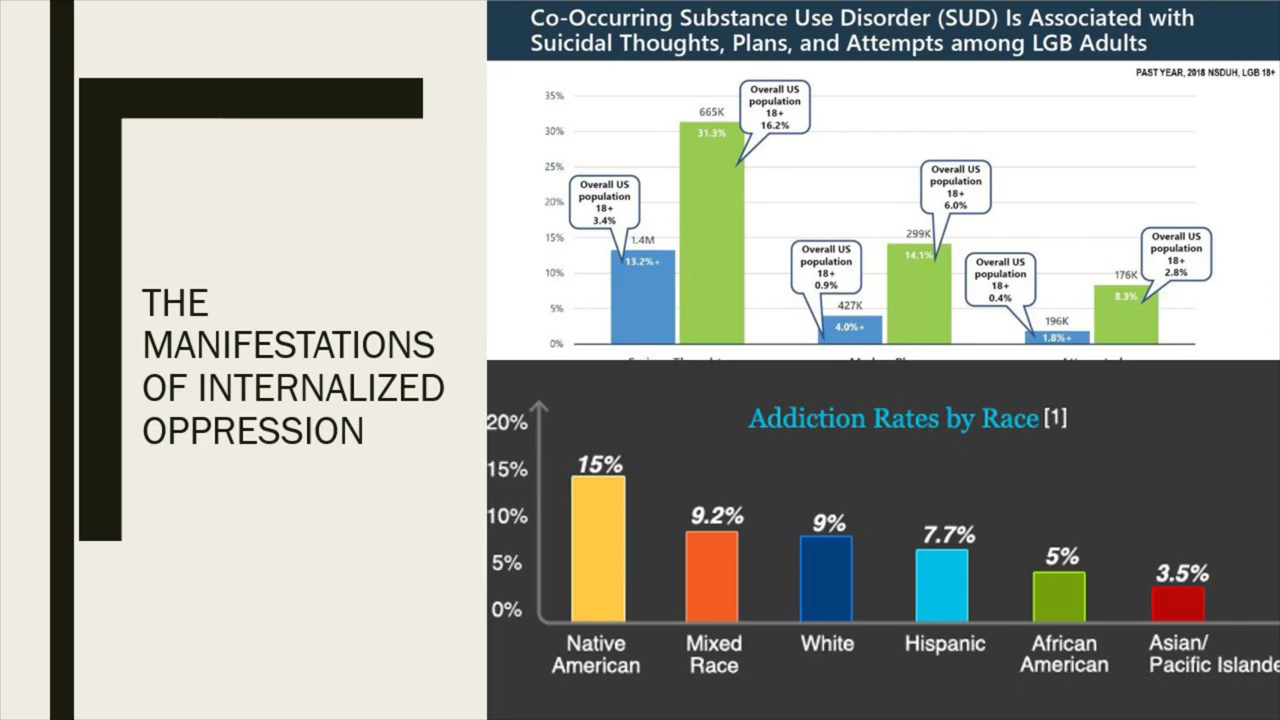 THE
MANIFESTATIONS
OF INTERNALIZED
OPPRESSION
Co-Occurring Substance Use Disorder (SUD) Is Associated with
Suicidal Thoughts, Plans, and Attempts among LGB Adults
PAST YEAR, 2018 NSDUH, LGB 18+
35%
30%
25%
20%
15%
10%
5%
0%
Overall US
population
18+
3.4%
1.4M
13.2%+
665K
31.3%
Overall US
population
18+
16.2%
Overall US
population
18+
0.9%
427K
4.0%+
299K
14.1%
Overall US
population
18+
6.0%
Overall US
population
18+
0.4%
196K
1.8%+
176K
8.3%
Overall US
population
18+
2.8%
Addiction Rates by Race [1]
20%
15%
10%
5%
0%
15%
9.2%
9%
7.7%
5%
3.5%
Native
American
Mixed
Race
White
Hispanic
African
American
Asian/
Pacific Islande